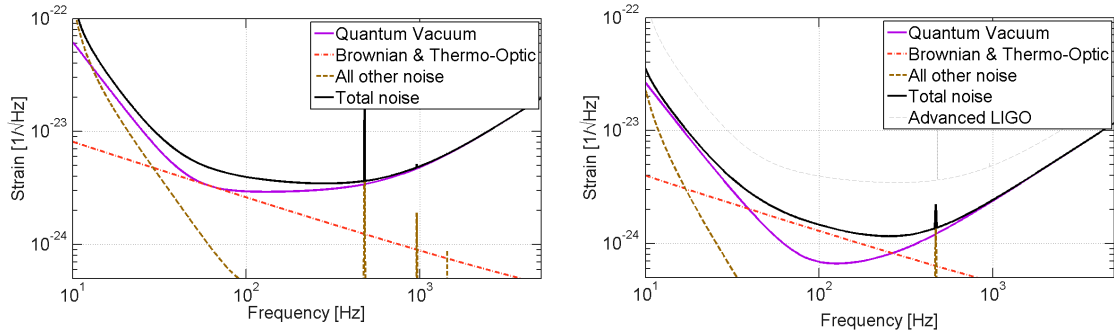 10^-22
10^-23
10^-24
Strain [1/√Hz]
10^1
10^2
10^3
Frequency [Hz]
Quantum Vacuum
Brownian & Thermo-Optic
All other noise
Total noise
10^-22
10^-23
10^-24
Strain [1/√Hz]
10^1
10^2
10^3
Frequency [Hz]
Quantum Vacuum
Brownian & Thermo-Optic
All other noise
Total noise
Advanced LIGO